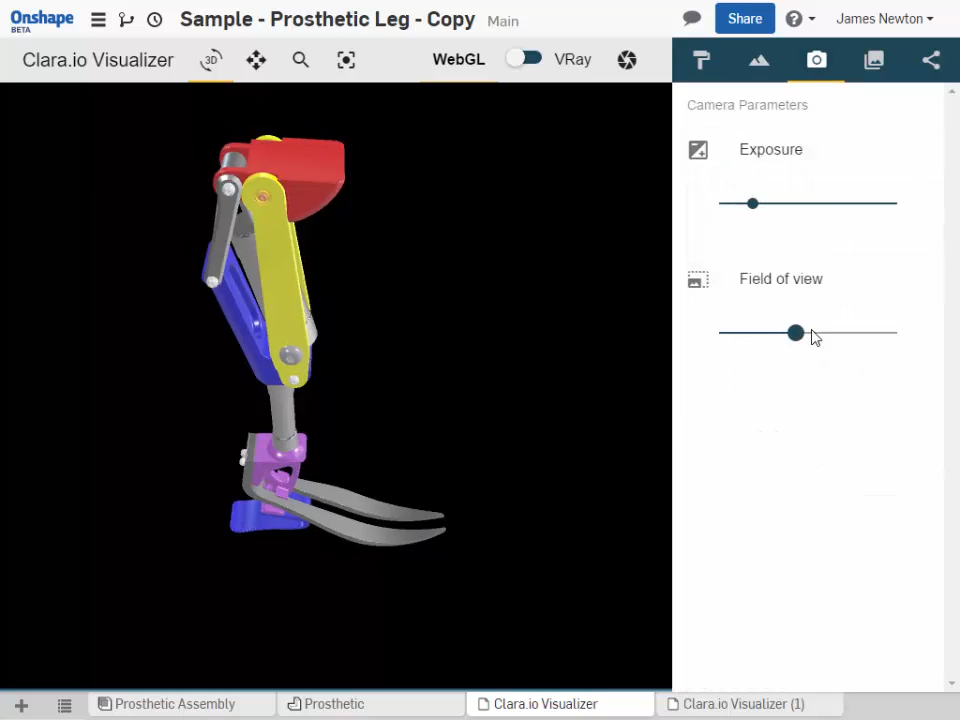 Onshape
BETA
Sample - Prosthetic Leg - Copy Main
Share
?
James Newton
Clara.io Visualizer
3D
WebGL
VRay
Camera Parameters
Exposure
Field of view
Prosthetic Assembly
Prosthetic
Clara.io Visualizer
Clara.io Visualizer (1)